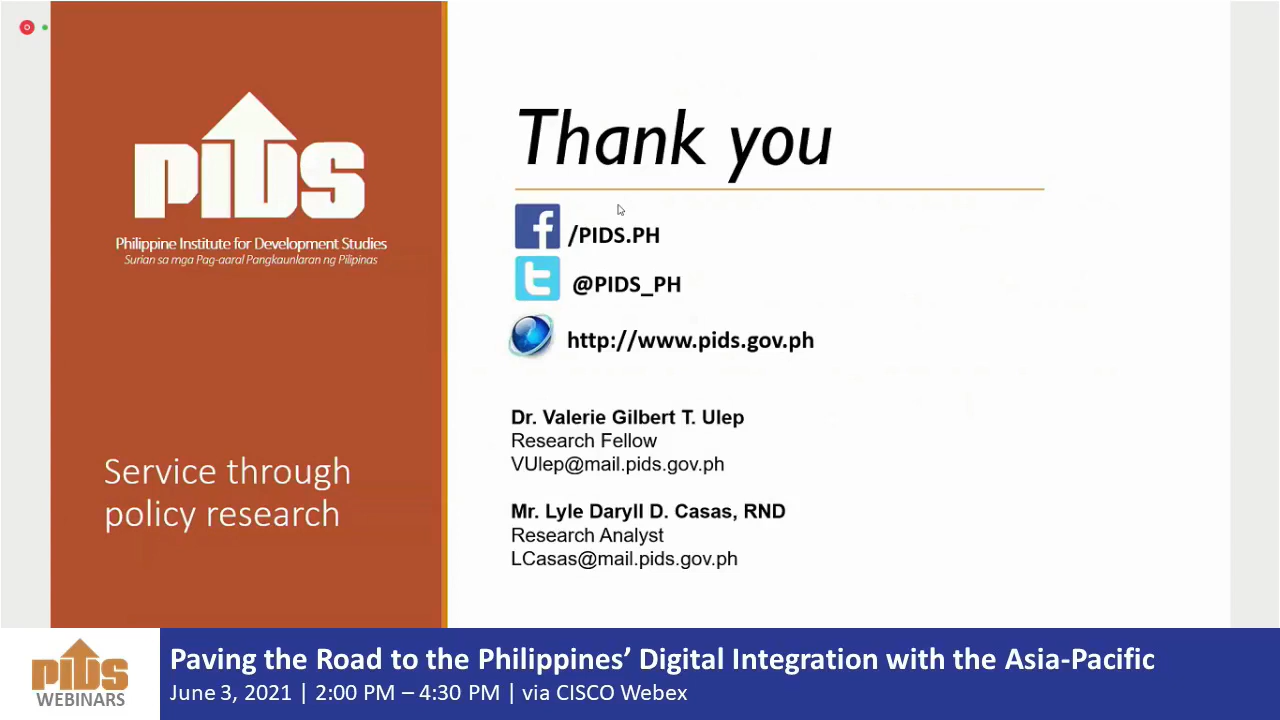 PIDS
Philippine Institute for Development Studies
Surian sa mga Pag-aaral Pangkaunlaran ng Pilipinas
Service through
policy research
Thank you
/PIDS.PH
@PIDS_PH
http://www.pids.gov.ph
Dr. Valerie Gilbert T. Ulep
Research Fellow
VUlep@mail.pids.gov.ph
Mr. Lyle Daryll D. Casas, RND
Research Analyst
LCasas@mail.pids.gov.ph
PIDS
WEBINARS
Paving the Road to the Philippines’ Digital Integration with the Asia-Pacific
June 3, 2021 | 2:00 PM – 4:30 PM | via CISCO Webex